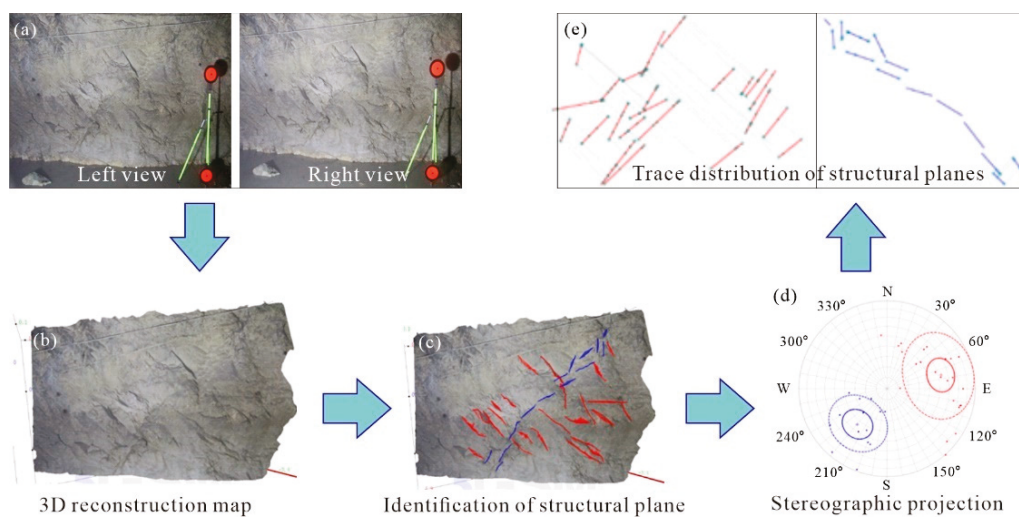 (a)
Left view
Right view
(e)
Trace distribution of structural planes
(b)
3D reconstruction map
(c)
Identification of structural plane
(d)
N
330°
30°
300°
60°
W
E
240°
120°
210°
150°
S
Stereographic projection